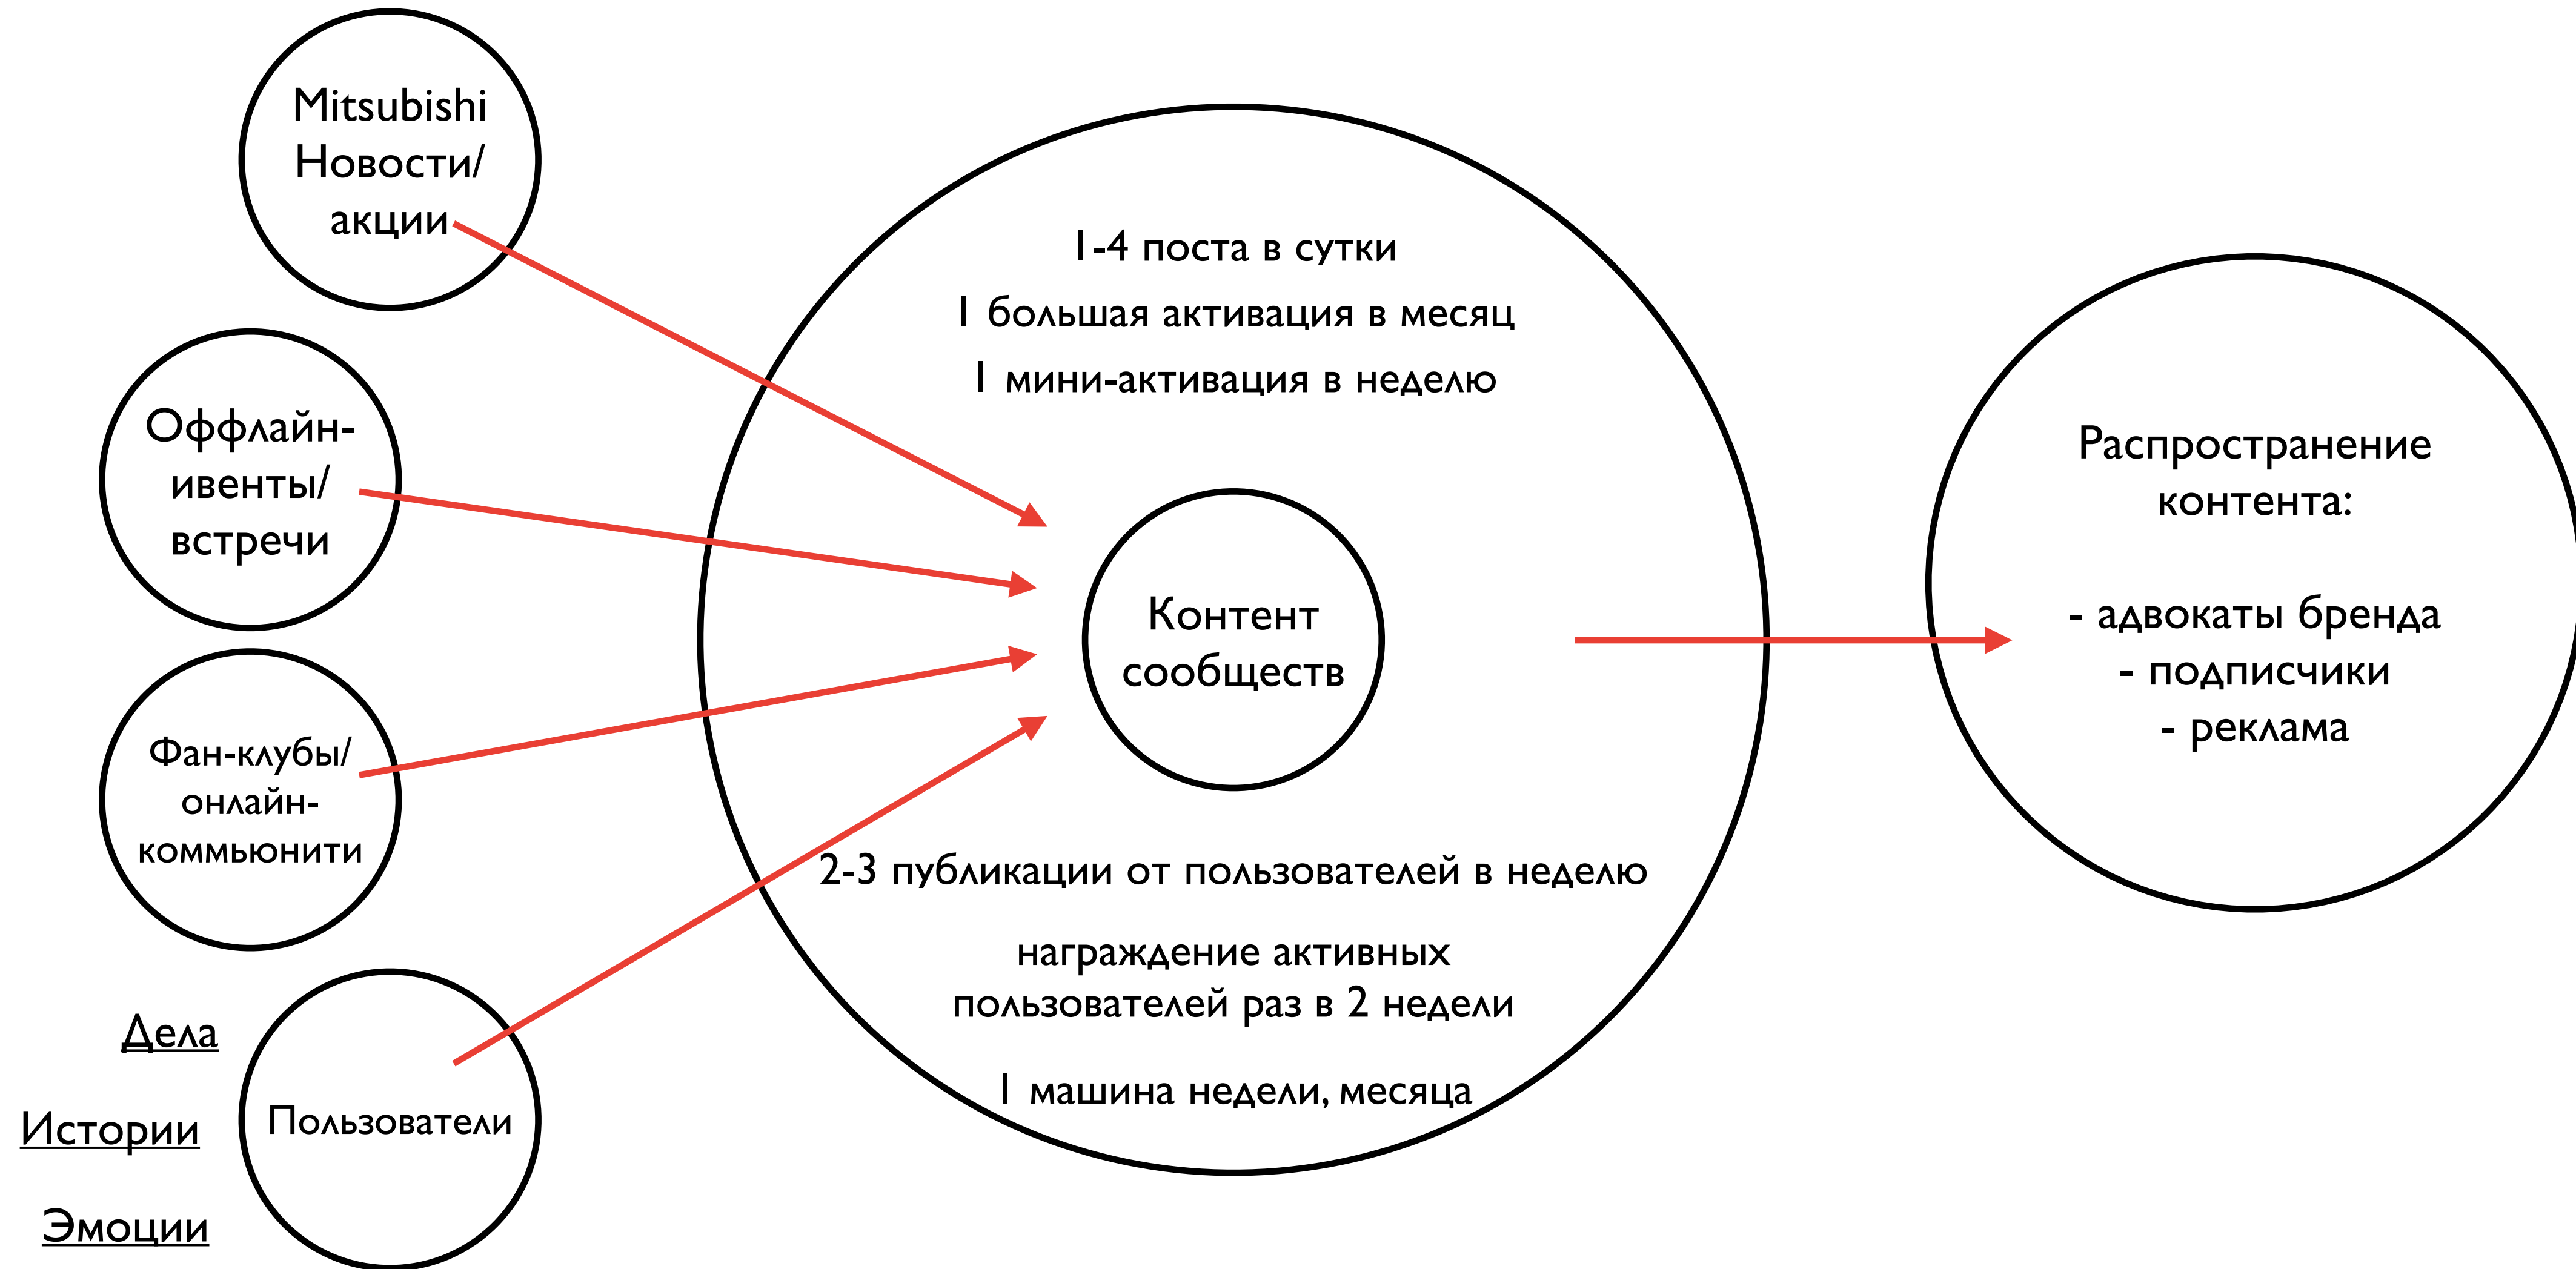 Mitsubishi
Новости/
акции
Оффлайн-
ивенты/
встречи
Фан-клубы/
онлайн-
коммьюнити
Дела
Истории
Эмоции
Пользователи
1-4 поста в сутки
1 большая активация в месяц
1 мини-активация в неделю
Контент
сообществ
2-3 публикации от пользователей в неделю
награждение активных
пользователей раз в 2 недели
1 машина недели, месяца
Распространение
контента:
- адвокаты бренда
- подписчики
- реклама